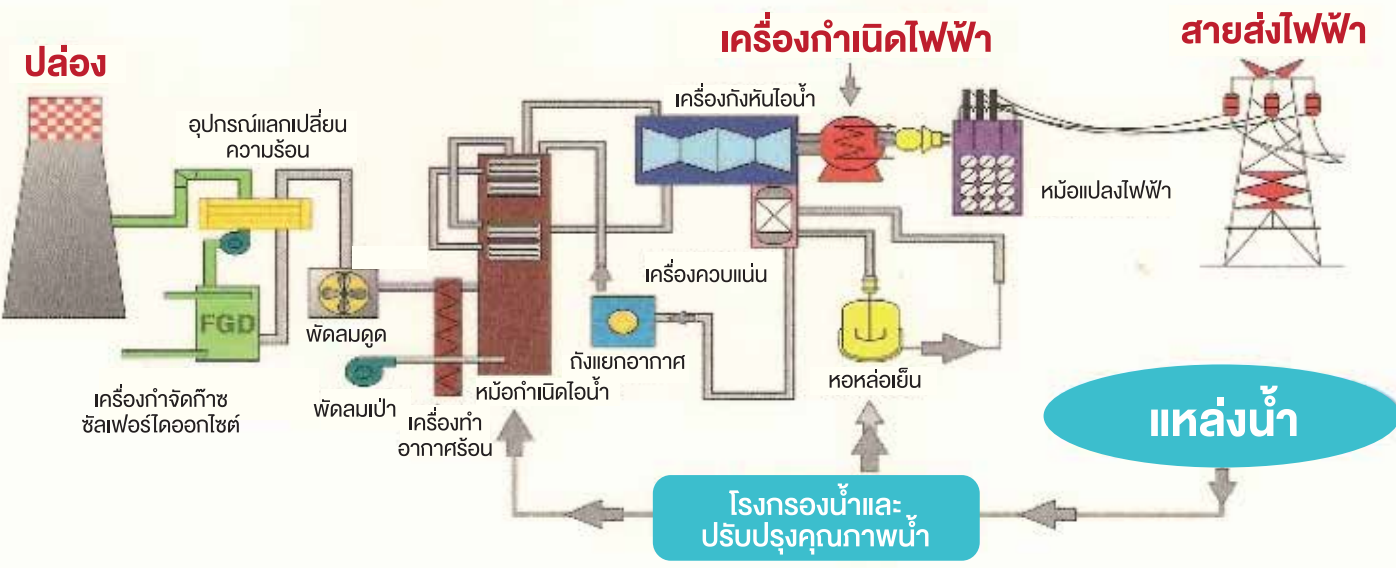 ปล่อง
เครื่องกำเนิดไฟฟ้า
สายส่งไฟฟ้า
อุปกรณ์แลกเปลี่ยน
ความร้อน
เครื่องกังหันไอน้ำ
หม้อแปลงไฟฟ้า
เครื่องควบแน่น
FGD
พัดลมดูด
ถังแยกอากาศ
หอหล่อเย็น
เครื่องกำจัดก๊าซ
ซัลเฟอร์ไดออกไซต์
พัดลมเป่า
เครื่องทำ
อากาศร้อน
หม้อกำเนิดไอน้ำ
แหล่งน้ำ
โรงกรองน้ำและ
ปรับปรุงคุณภาพน้ำ